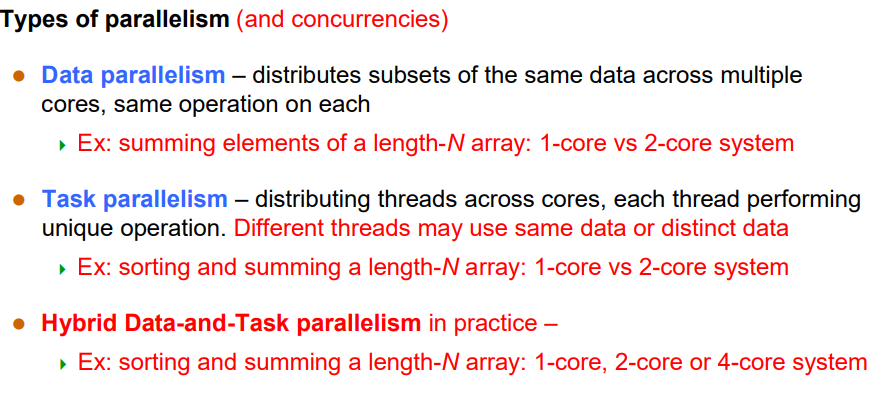 Types of parallelism (and concurrencies)
● Data parallelism – distributes subsets of the same data across multiple
cores, same operation on each
Ex: summing elements of a length-N array: 1-core vs 2-core system
● Task parallelism – distributing threads across cores, each thread performing
unique operation. Different threads may use same data or distinct data
Ex: sorting and summing a length-N array: 1-core vs 2-core system
● Hybrid Data-and-Task parallelism in practice –
Ex: sorting and summing a length-N array: 1-core, 2-core or 4-core system